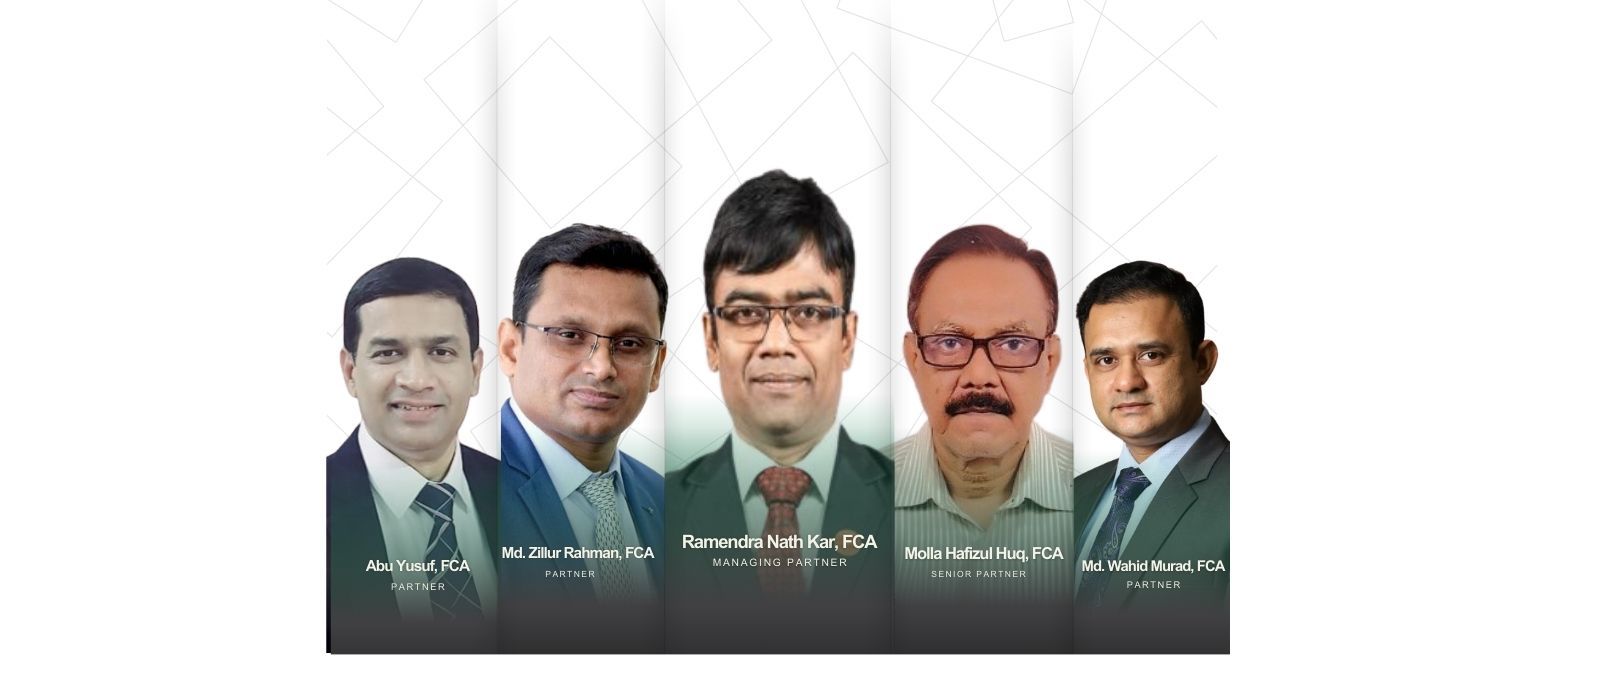 Abu Yusuf, FCA
PARTNER
Md. Zillur Rahman, FCA
PARTNER
Ramendra Nath Kar, FCA
MANAGING PARTNER
Molla Hafizul Huq, FCA
SENIOR PARTNER
Md. Wahid Murad, FCA
PARTNER